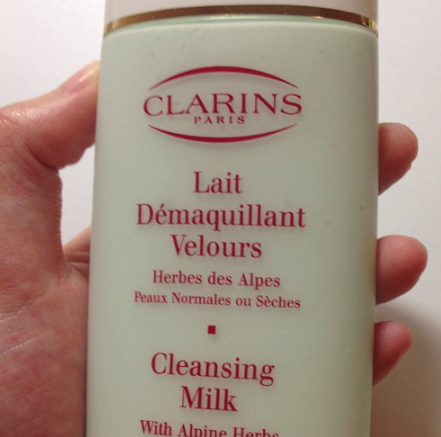 CLARINS
PARIS
Lait
Démaquillant
Velours
Herbes des Alpes
Peaux Normales ou Sèches
Cleansing
Milk
With Alpine Herbs